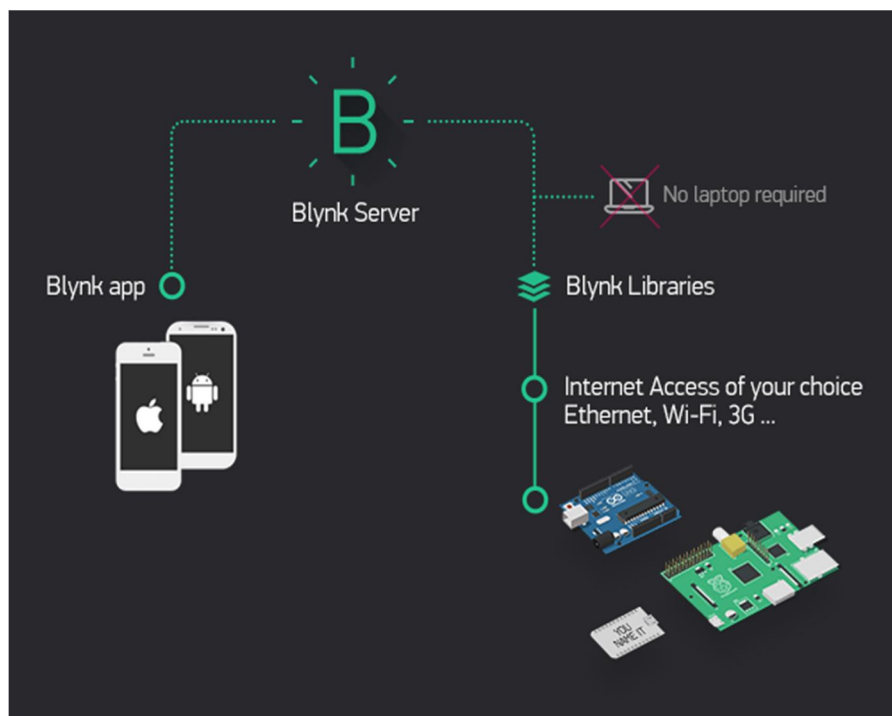 B
Blynk Server
No laptop required
Blynk app
Blynk Libraries
Internet Access of your choice
Ethernet, Wi-Fi, 3G ...
YOU
NAME IT